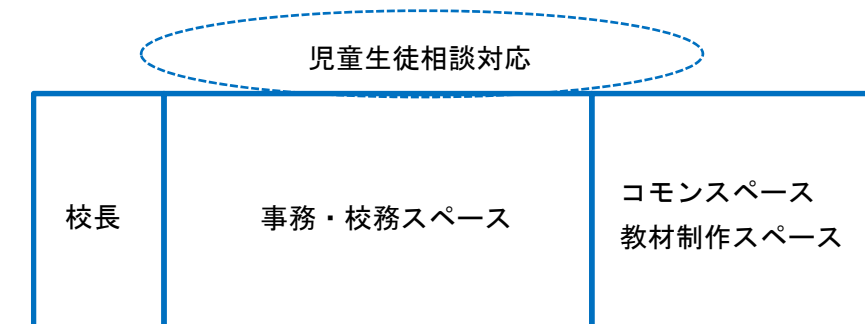 児童生徒相談対応
校長
事務・校務スペース
コモンスペース
教材制作スペース